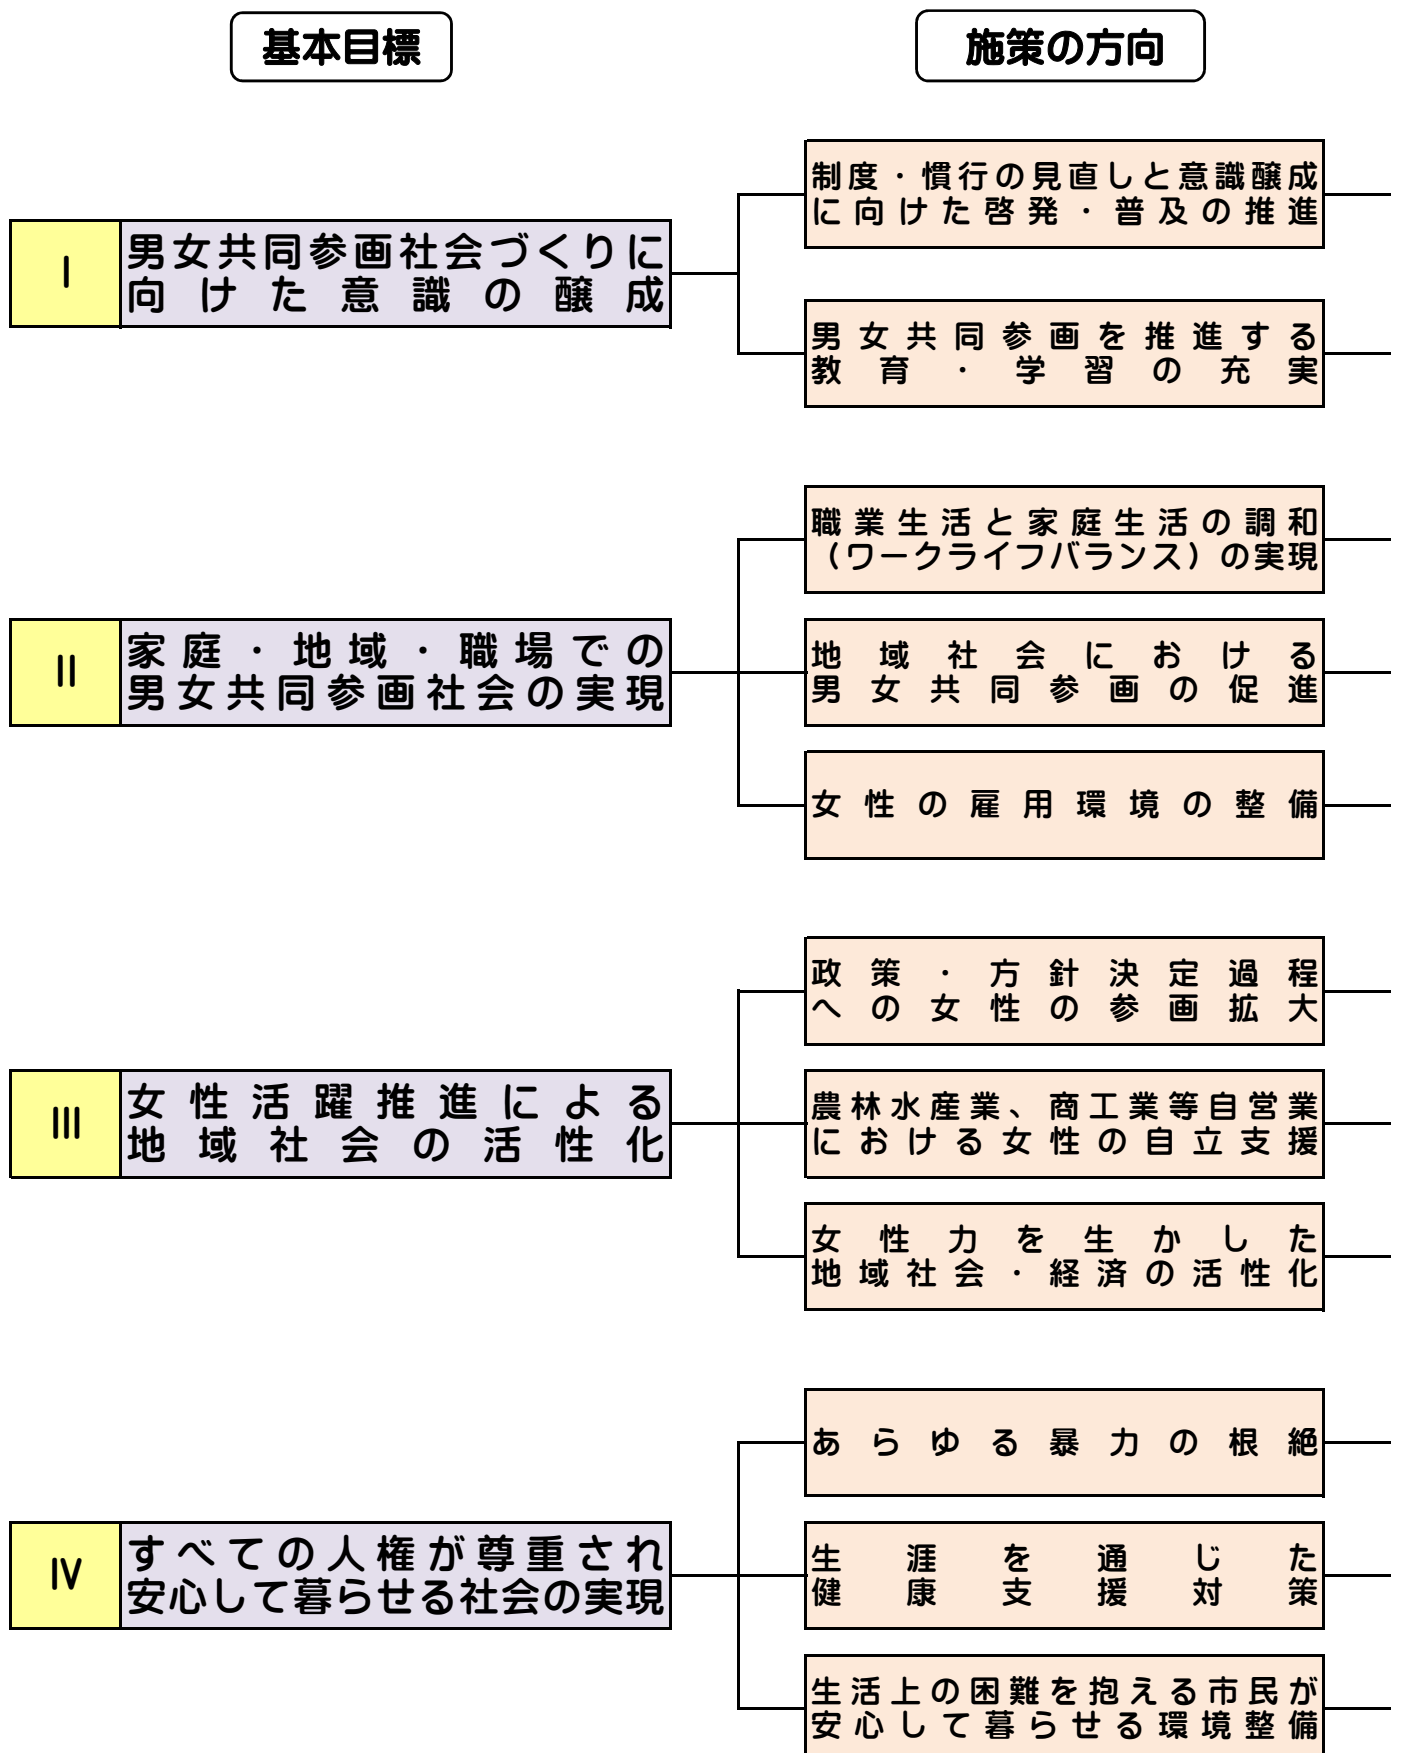 基本目標
施策の方向
Ⅰ
男女共同参画社会づくりに
向けた意識の醸成
制度・慣行の見直しと意識醸成
に向けた啓発・普及の推進
男女共同参画を推進する
教育・学習の充実
Ⅱ
家庭・地域・職場での
男女共同参画社会の実現
職業生活と家庭生活の調和
（ワークライフバランス）の実現
地域社会における
男女共同参画の促進
女性の雇用環境の整備
Ⅲ
女性活躍推進による
地域社会の活性化
政策・方針決定過程
への女性の参画拡大
農林水産業、商工業等自営業
における女性の自立支援
女性力を生かした
地域社会・経済の活性化
Ⅳ
すべての人権が尊重され
安心して暮らせる社会の実現
あらゆる暴力の根絶
生涯を通じた
健康支援対策
生活上の困難を抱える市民が
安心して暮らせる環境整備